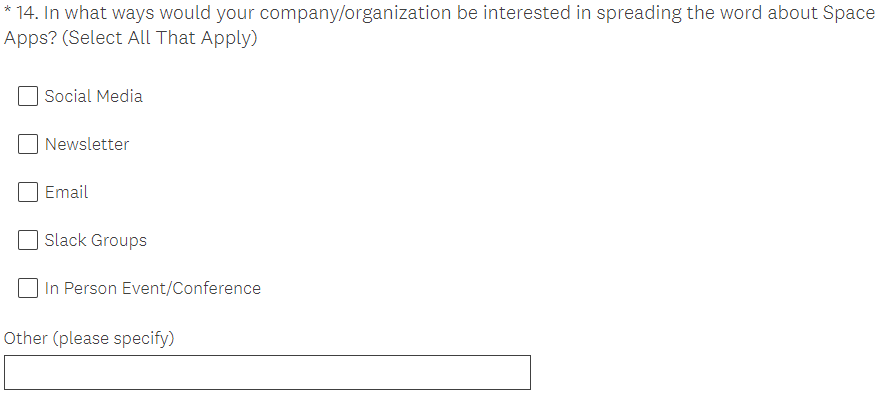 * 14. In what ways would your company/organization be interested in spreading the word about Space
Apps? (Select All That Apply)
Social Media
Newsletter
Email
Slack Groups
In Person Event/Conference
Other (please specify)